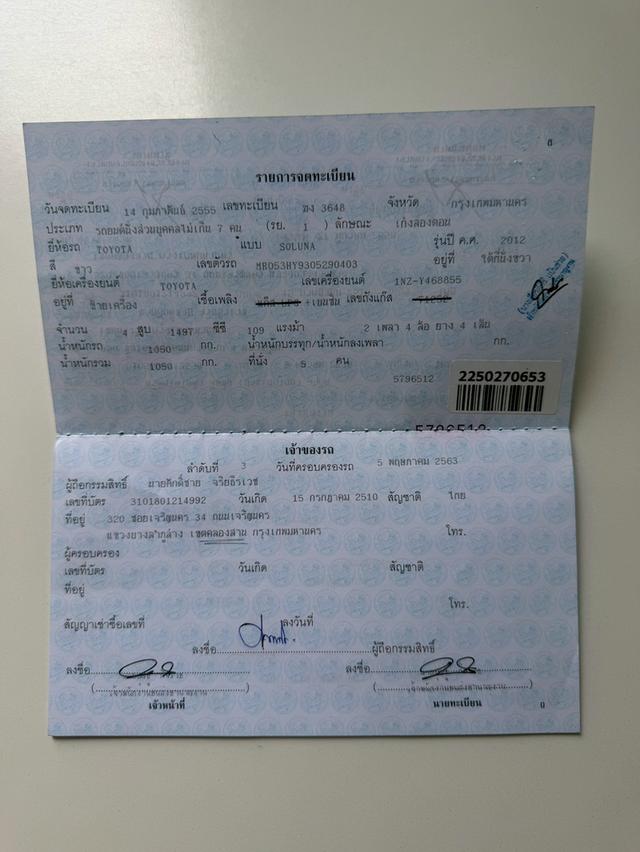 รายการจดทะเบียน
วันจดทะเบียน 14 กุมภาพันธ์ 2555 เลขทะเบียน 3648 จังหวัด กรุงเทพมหานคร
ประเภท รถยนต์นั่งส่วนบุคคลไม่เกิน 7 คน (รย. 1 ) ลักษณะ เก๋งสองตอน
ยี่ห้อรถ TOYOTA แบบ SOLUNA รุ่นปี ค.ศ. 2012
สี ขาว เลขตัวรถ MR053HY9305290403 อยู่ที่ ใต้ที่นั่งขวา
ยี่ห้อเครื่องยนต์ TOYOTA เลขเครื่องยนต์ 1NZ-Y468855
อยู่ที่ ซ้ายเครื่อง เชื้อเพลิง เลขถังแก๊ส
จำนวน 4 สูบ 1497 ซีซี 109 แรงม้า 2 เพลา 4 ล้อ ยาง 4 เส้น
น้ำหนักรถ 1050 กก. น้ำหนักบรรทุก/น้ำหนักลงเพลา กก.
น้ำหนักรวม 1050 กก. ที่นั่ง 5 คน
5796512
2250270653
5796512
เจ้าของรถ
ลำดับที่ 3 วันที่ครอบครองรถ 5 พฤษภาคม 2563
ผู้ถือกรรมสิทธิ์ นายศักดิ์ชาย จริยธีรเวช
เลขที่บัตร 3101801214992 วันเกิด 15 กรกฎาคม 2510 สัญชาติ ไทย
ที่อยู่ 320 ซอยเจริญนคร 34 ถนนเจริญนคร
แขวงบางลำภูล่าง เขตคลองสาน กรุงเทพมหานคร โทร.
ผู้ครอบครอง
เลขที่บัตร วันเกิด สัญชาติ
ที่อยู่
โทร.
สัญญาเช่าซื้อเลขที่ ลงวันที่
ลงชื่อ ผู้ถือกรรมสิทธิ์
ลงชื่อ ลงชื่อ
เจ้าหน้าที่ นายทะเบียน